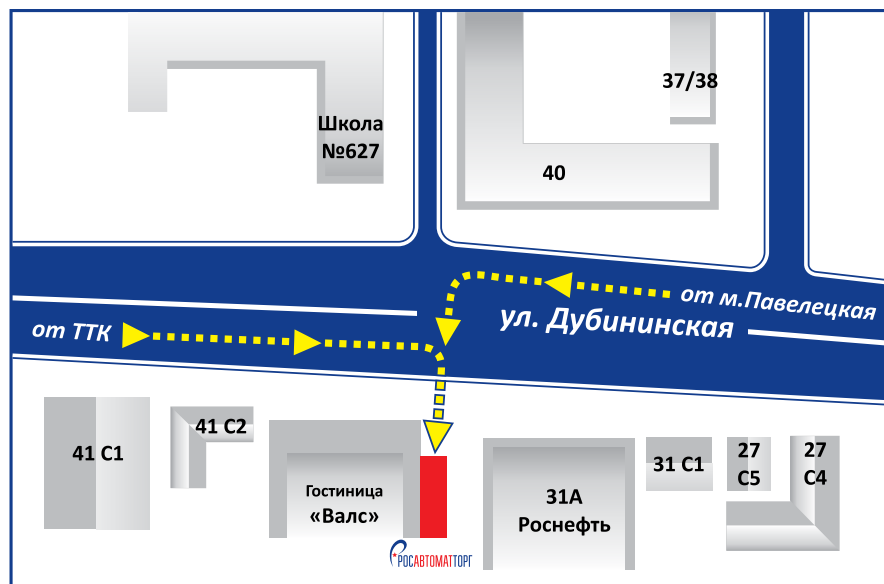 37/38
Школа
№627
40
от м.Павелецкая
ул. Дубининская
от ТТК
41 С1
41 С2
Гостиница
«Валс»
31А
Роснефть
31 С1
27
С5
27
С4
РОСАВТОМАТТОРГ